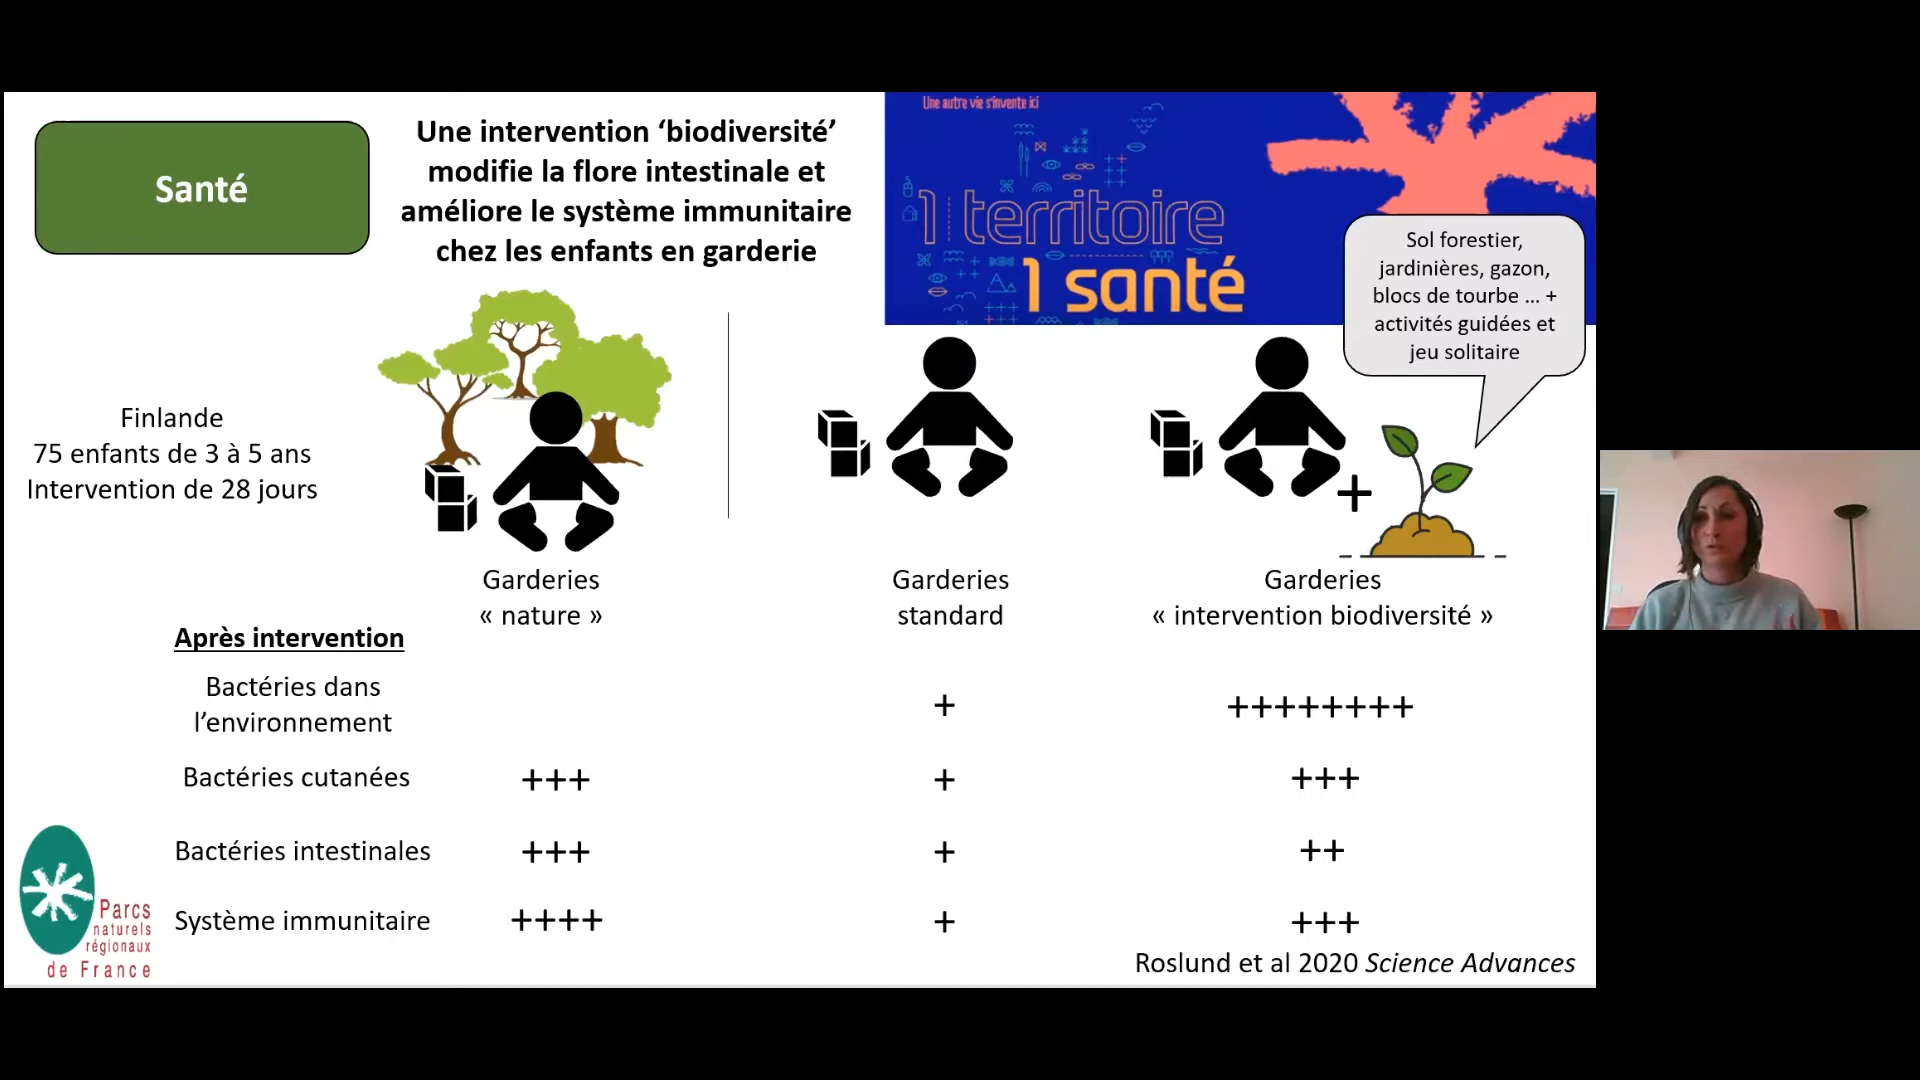 Santé
Une intervention ‘biodiversité’
modifie la flore intestinale et
améliore le système immunitaire
chez les enfants en garderie
Une autre vie s'invente ici
1 territoire
1 santé
Sol forestier,
jardinières, gazon,
blocs de tourbe ... +
activités guidées et
jeu solitaire
Finlande
75 enfants de 3 à 5 ans
Intervention de 28 jours
+
Garderies
« nature »
Garderies
standard
Garderies
« intervention biodiversité »
Après intervention
Bactéries dans
l’environnement
+ ++++++++
Bactéries cutanées +++ + +++
Bactéries intestinales +++ + ++
Système immunitaire ++++ + +++
Parcs
naturels
régionaux
de France
Roslund et al 2020 Science Advances